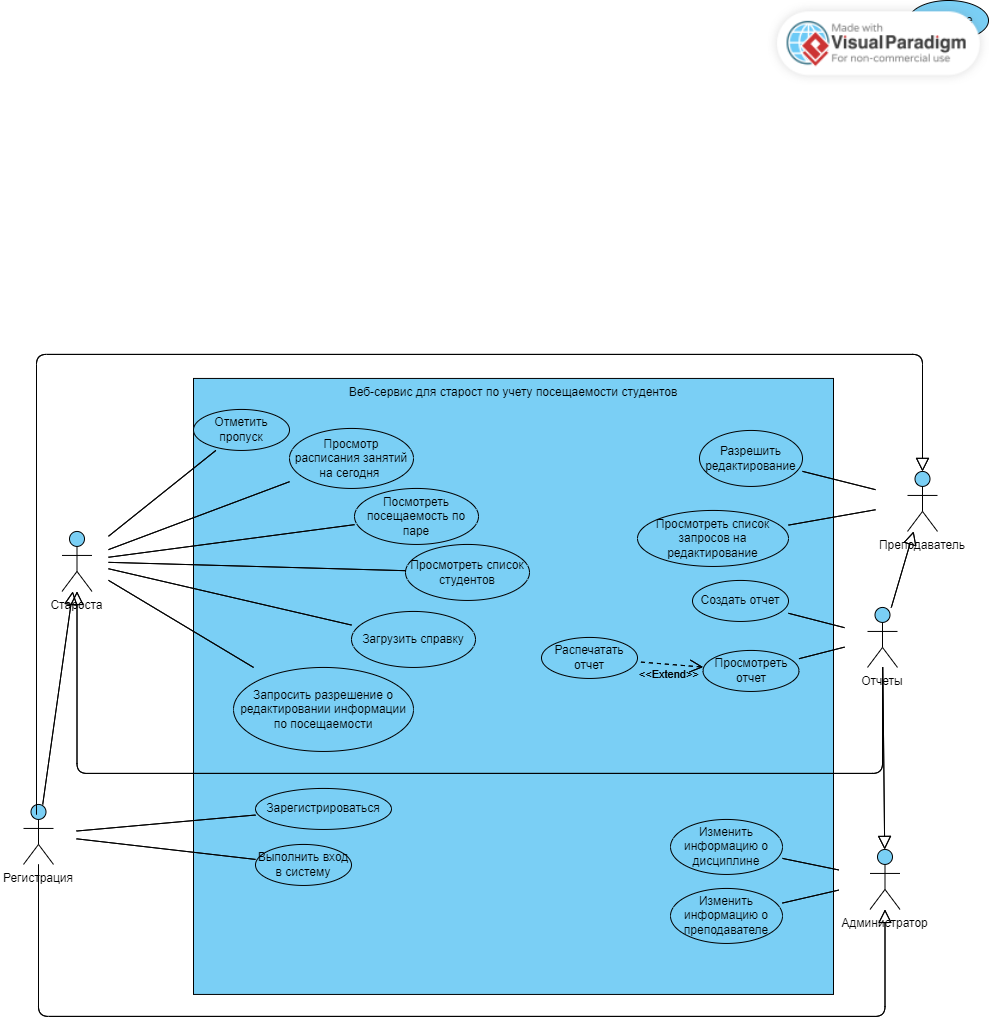 Made with
VisualParadigm
For non-commercial use
Веб-сервис для старост по учету посещаемости студентов
Отметить
пропуск
Просмотр
расписания занятий
на сегодня
Посмотреть
посещаемость по
паре
Просмотреть список
студентов
Загрузить справку
Запросить разрешение о
редактировании информации
по посещаемости
Староста
Разрешить
редактирование
Просмотреть список
запросов на
редактирование
Преподаватель
Создать отчет
Распечатать
отчет
<<Extend>>
Просмотреть
отчет
Отчеты
Зарегистрироваться
Выполнить вход
в систему
Регистрация
Изменить
информацию о
дисциплине
Изменить
информацию о
преподавателе
Администратор